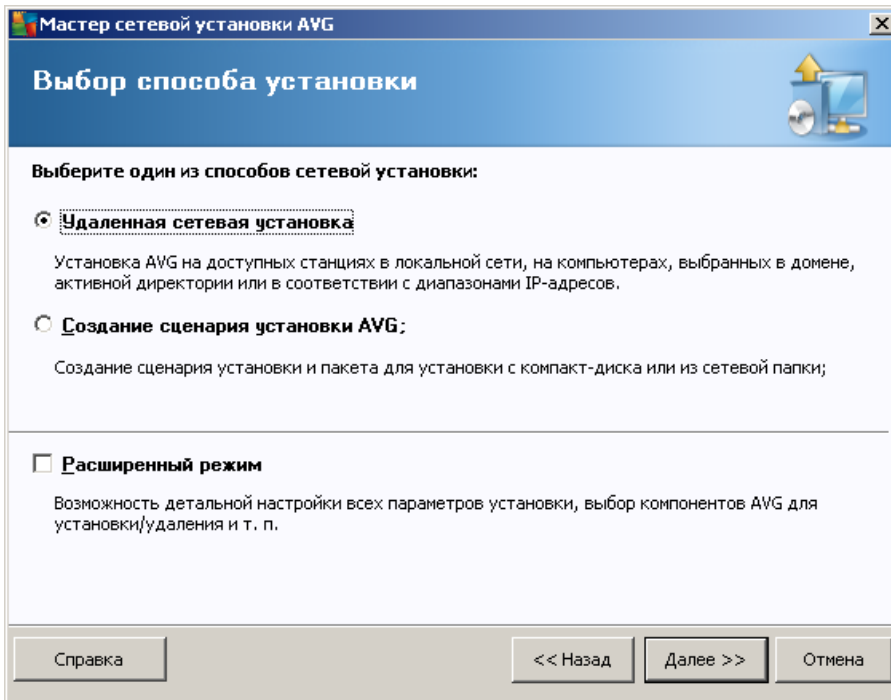 Мастер сетевой установки AVG
Выбор способа установки
Выберите один из способов сетевой установки:
Удаленная сетевая установка
Установка AVG на доступных станциях в локальной сети, на компьютерах, выбранных в домене,
активной директории или в соответствии с диапазонами IP-адресов.
Создание сценария установки AVG;
Создание сценария установки и пакета для установки с компакт-диска или из сетевой папки;
Расширенный режим
Возможность детальной настройки всех параметров установки, выбор компонентов AVG для
установки/удаления и т. п.
Справка
<< Назад
Далее >>
Отмена